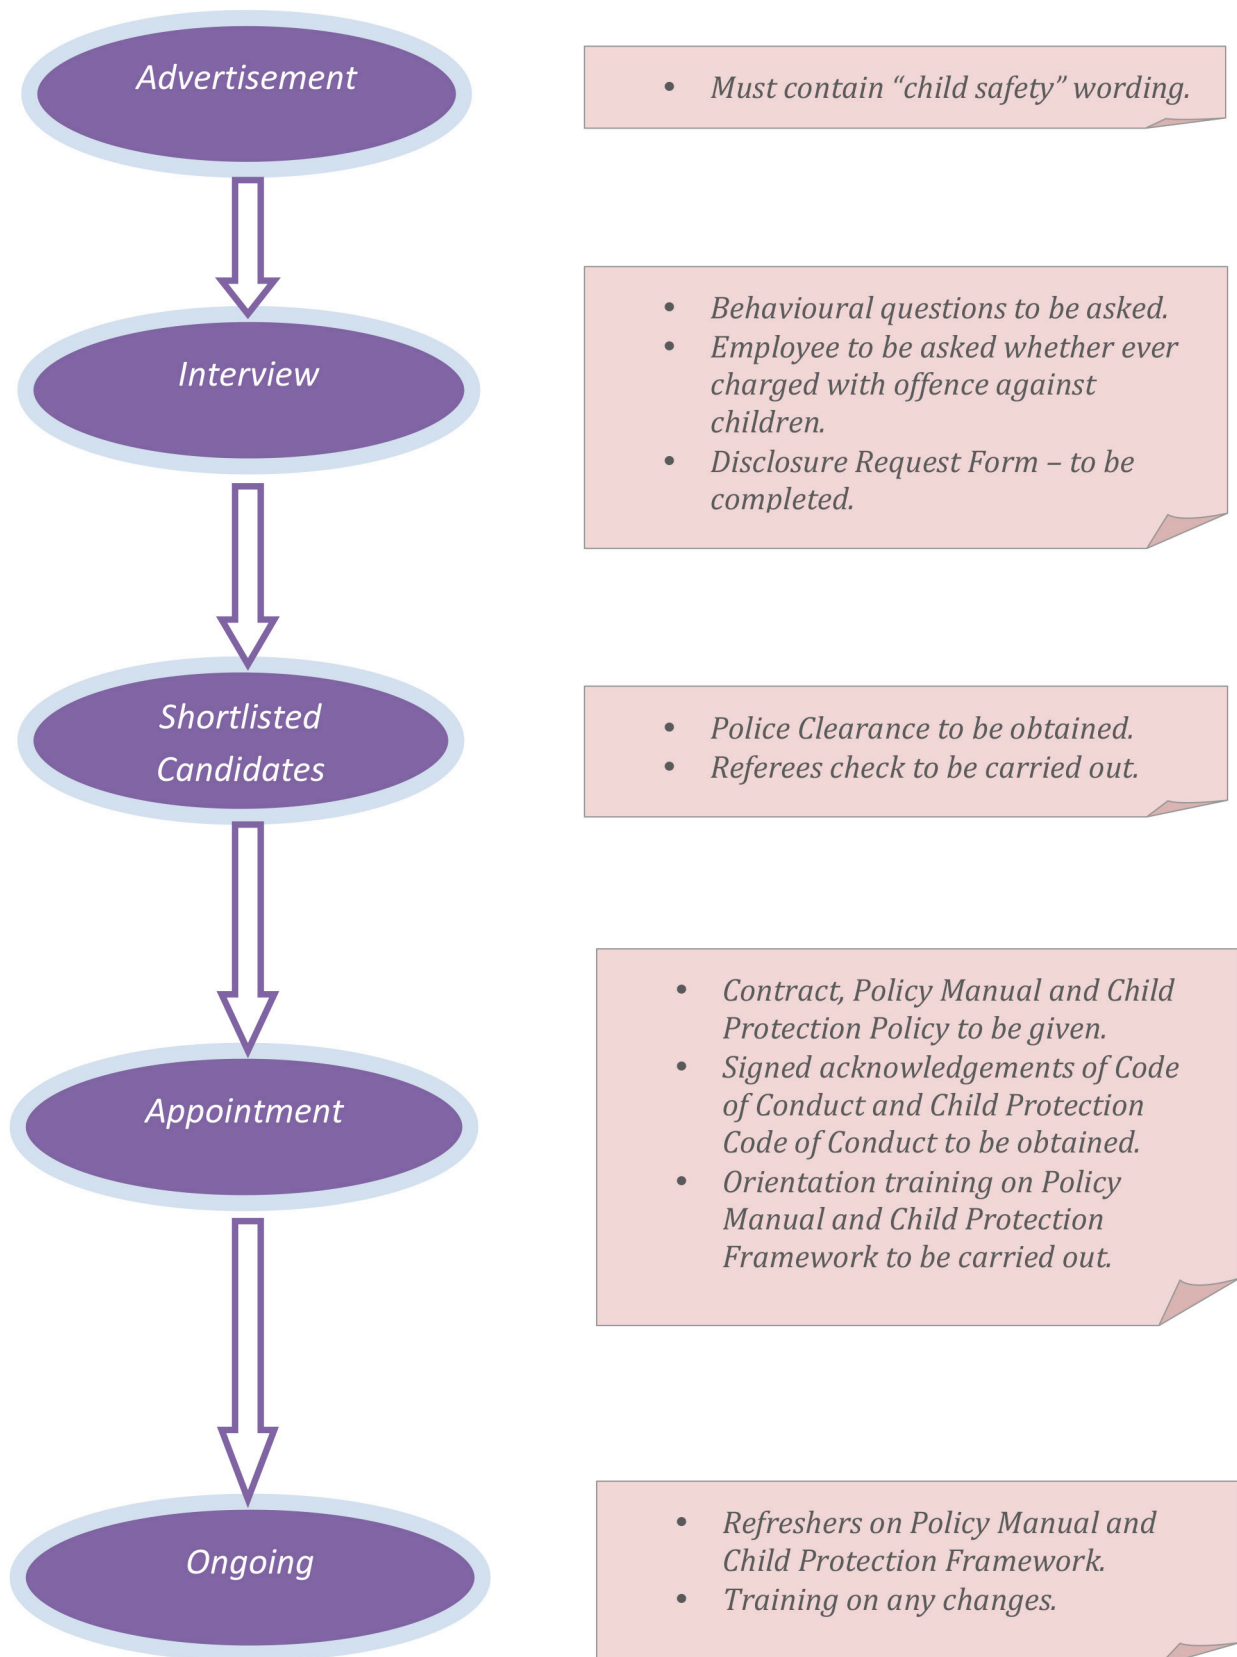 Advertisement
• Must contain “child safety” wording.
Interview
• Behavioural questions to be asked.
• Employee to be asked whether ever
charged with offence against
children.
• Disclosure Request Form – to be
completed.
Shortlisted
Candidates
• Police Clearance to be obtained.
• Referees check to be carried out.
Appointment
• Contract, Policy Manual and Child
Protection Policy to be given.
• Signed acknowledgements of Code
of Conduct and Child Protection
Code of Conduct to be obtained.
• Orientation training on Policy
Manual and Child Protection
Framework to be carried out.
Ongoing
• Refreshers on Policy Manual and
Child Protection Framework.
• Training on any changes.